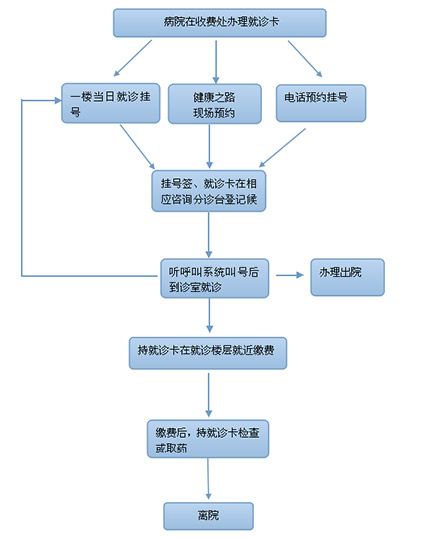 病院在收费处办理就诊卡
一楼当日就诊挂
号
健康之路
现场预约
电话预约挂号
挂号签、就诊卡在相
应咨询分诊台登记候
听呼叫系统叫号后
到诊室就诊
办理出院
持就诊卡在就诊楼层就近缴费
缴费后，持就诊卡检查
或取药
离院